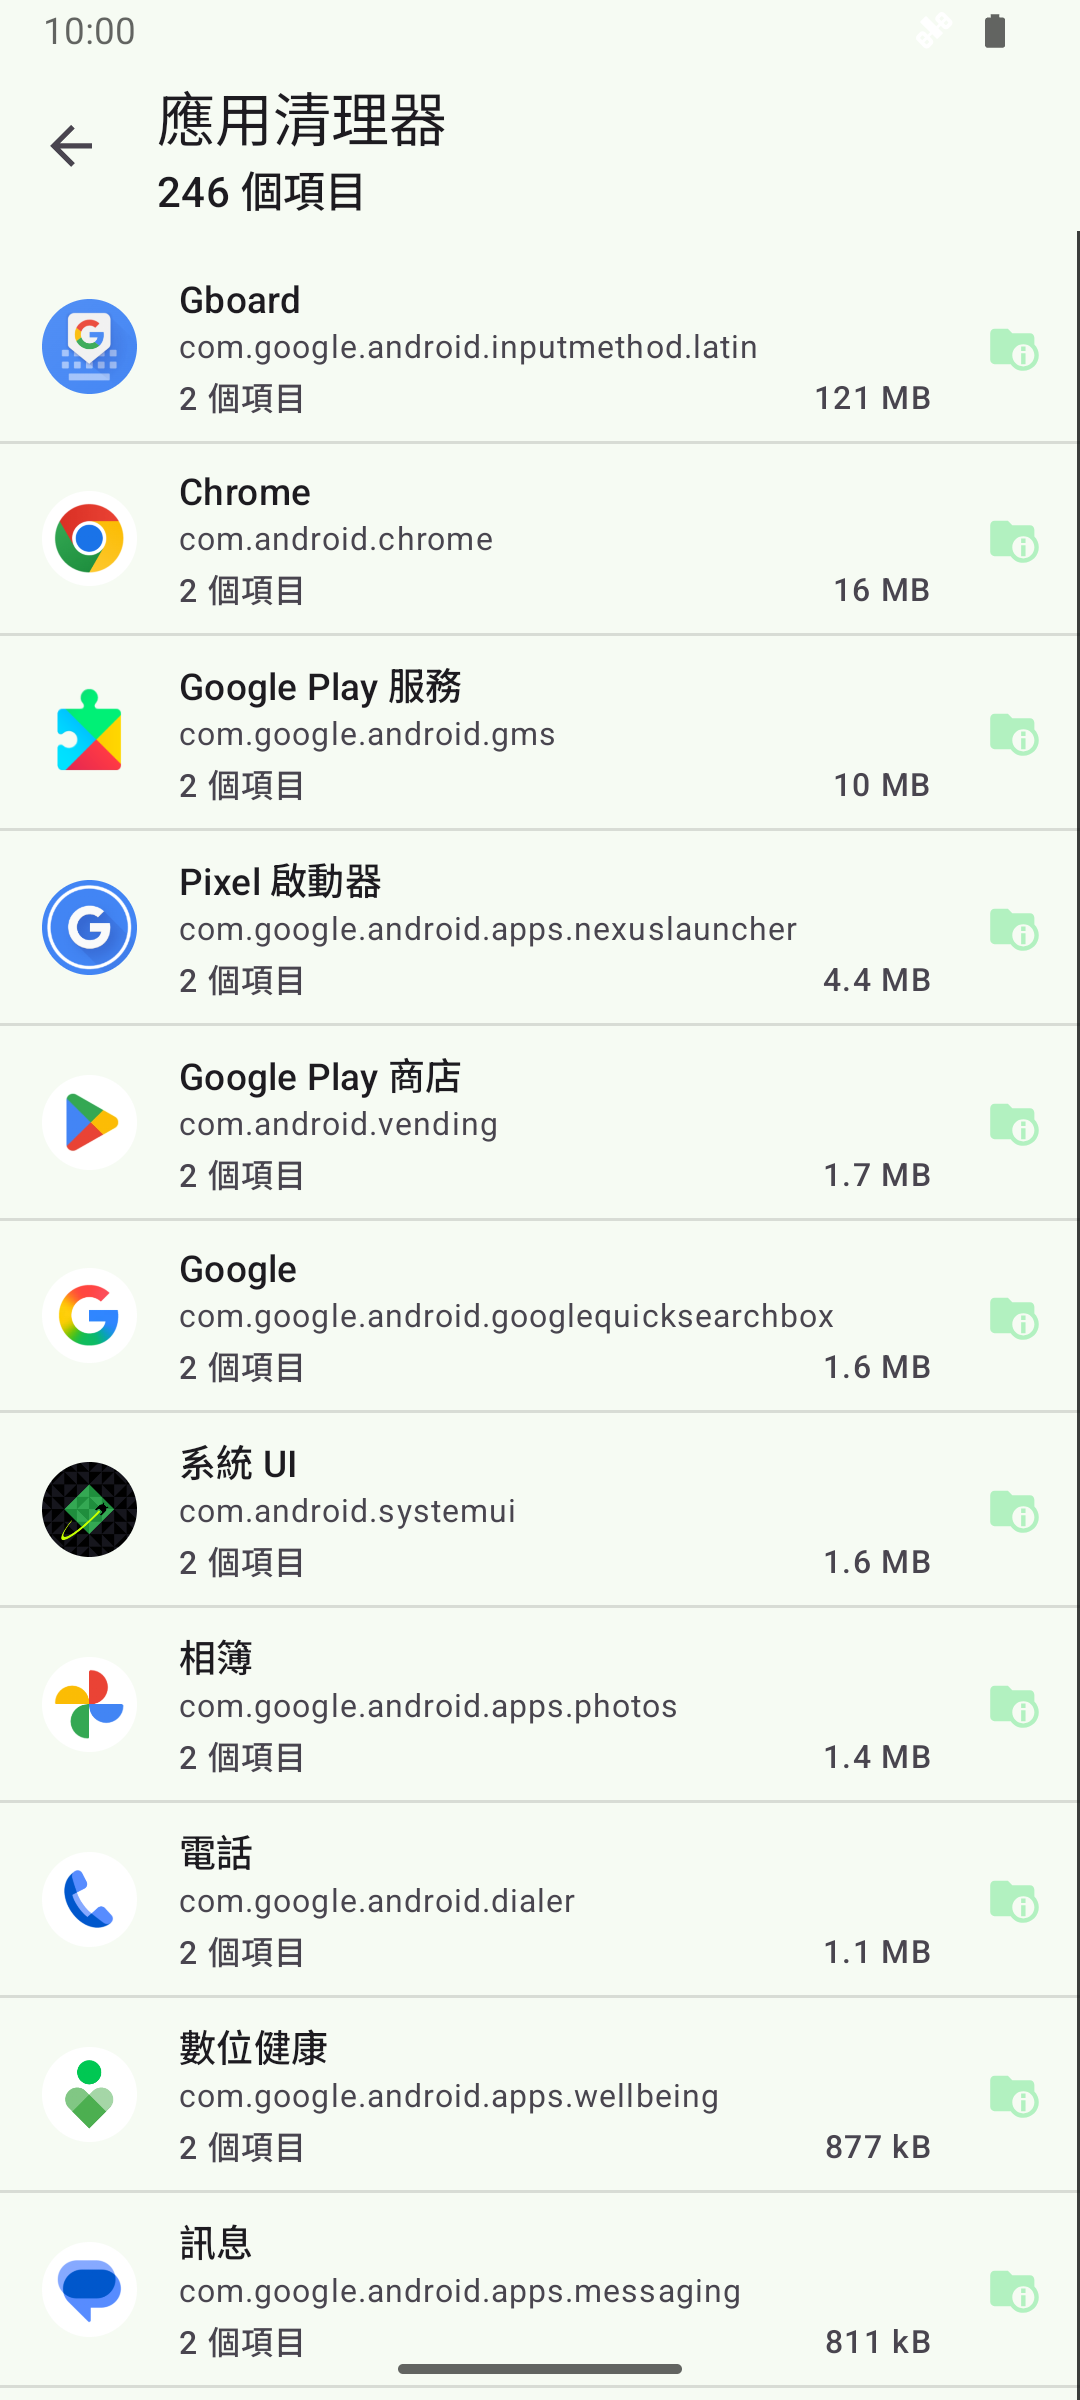 10:00
應用清理器
246 個項目
Gboard
com.google.android.inputmethod.latin
2 個項目
121 MB
Chrome
com.android.chrome
2 個項目
16 MB
Google Play 服務
com.google.android.gms
2 個項目
10 MB
Pixel 啟動器
com.google.android.apps.nexuslauncher
2 個項目
4.4 MB
Google Play 商店
com.android.vending
2 個項目
1.7 MB
Google
com.google.android.googlequicksearchbox
2 個項目
1.6 MB
系統 UI
com.android.systemui
2 個項目
1.6 MB
相簿
com.google.android.apps.photos
2 個項目
1.4 MB
電話
com.google.android.dialer
2 個項目
1.1 MB
數位健康
com.google.android.apps.wellbeing
2 個項目
877 kB
訊息
com.google.android.apps.messaging
2 個項目
811 kB